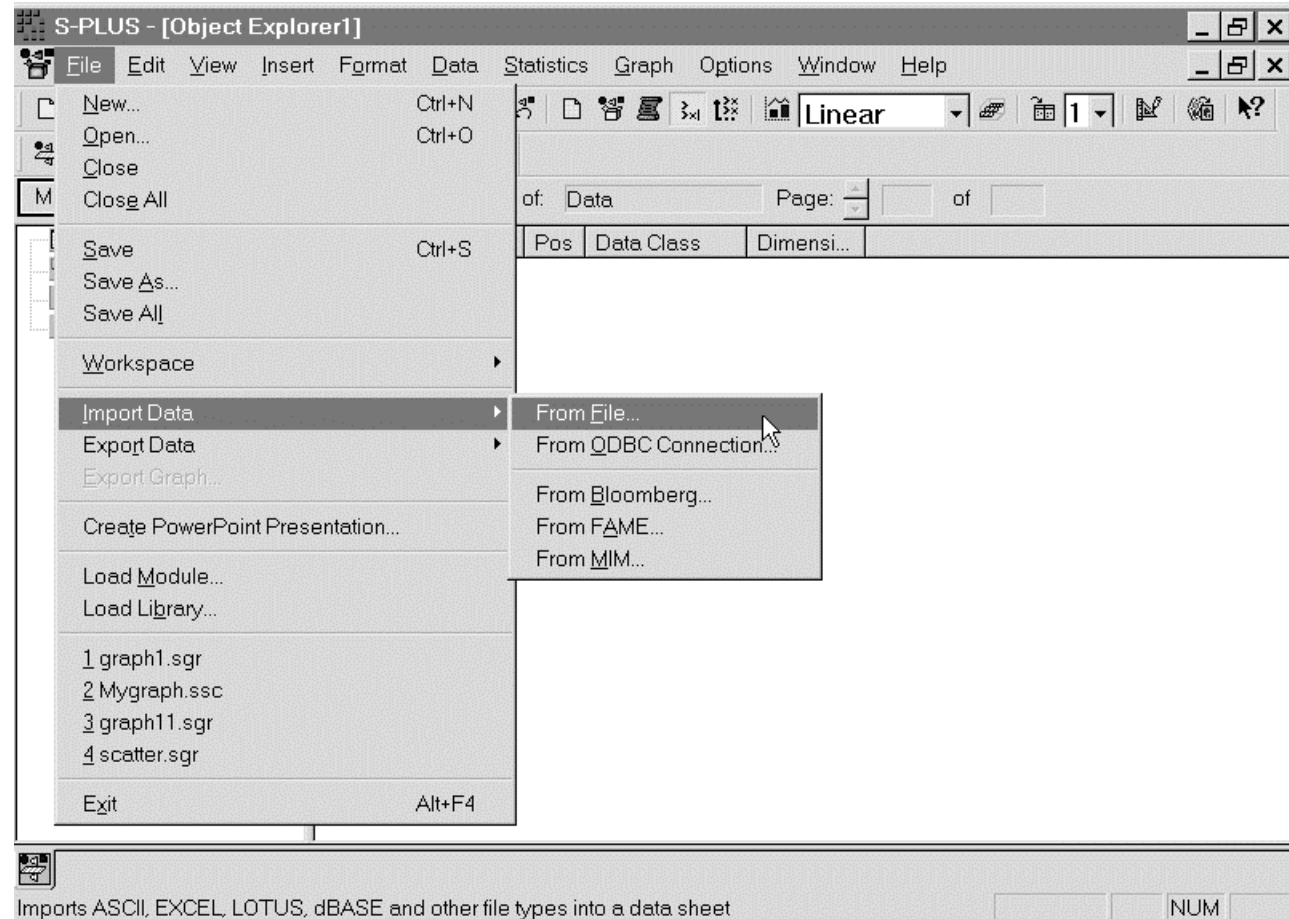 S-PLUS - [Object Explorer1]
File Edit View Insert Format Data Statistics Graph Options Window Help
New... Ctrl+N
Open... Ctrl+O
Close
Close All
Save Ctrl+S
Save As...
Save All
Workspace
Import Data
Export Data
Export Graph...
Create PowerPoint Presentation...
Load Module...
Load Library...
1 graph1.sgr
2 Mygraph.ssc
3 graph11.sgr
4 scatter.sgr
Exit Alt+F4
From File...
From ODBC Connection...
From Bloomberg...
From FAME...
From MIM...
Linear 1
M of: Data Page: of
Pos Data Class Dimensi...
Imports ASCII, EXCEL, LOTUS, dBASE and other file types into a data sheet NUM